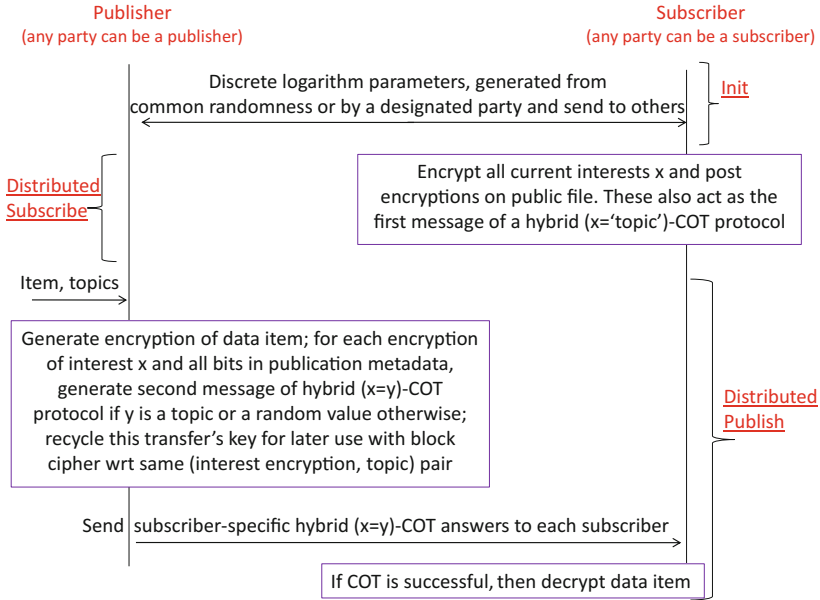 Publisher
(any party can be a publisher)
Subscriber
(any party can be a subscriber)
Discrete logarithm parameters, generated from
common randomness or by a designated party and send to others
Init
Distributed
Subscribe
Encrypt all current interests x and post
encryptions on public file. These also act as the
first message of a hybrid (x=‘topic’)-COT protocol
Item, topics
Generate encryption of data item; for each encryption
of interest x and all bits in publication metadata,
generate second message of hybrid (x=y)-COT
protocol if y is a topic or a random value otherwise;
recycle this transfer’s key for later use with block
cipher wrt same (interest encryption, topic) pair
Distributed
Publish
Send subscriber-specific hybrid (x=y)-COT answers to each subscriber
If COT is successful, then decrypt data item